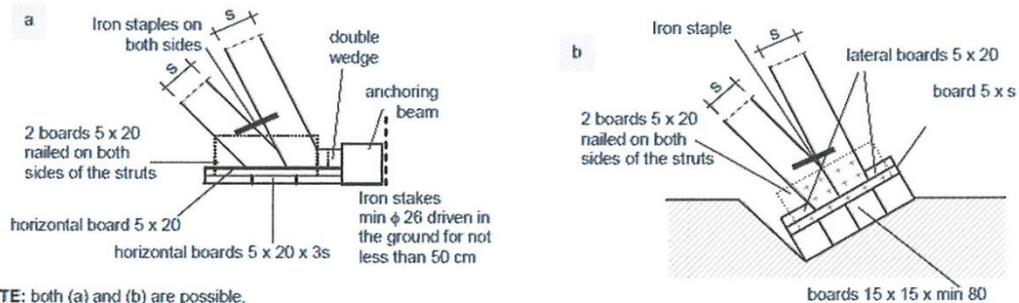 a
Iron staples on
both sides
s
s
double
wedge
anchoring
beam
2 boards 5 x 20
nailed on both
sides of the struts
horizontal board 5 x 20
horizontal boards 5 x 20 x 3s
Iron stakes
min ϕ 26 driven in
the ground for not
less than 50 cm
TE: both (a) and (b) are possible.
b
Iron staple
s
s
lateral boards 5 x 20
board 5 x s
2 boards 5 x 20
nailed on both
sides of the struts
boards 15 x 15 x min 80